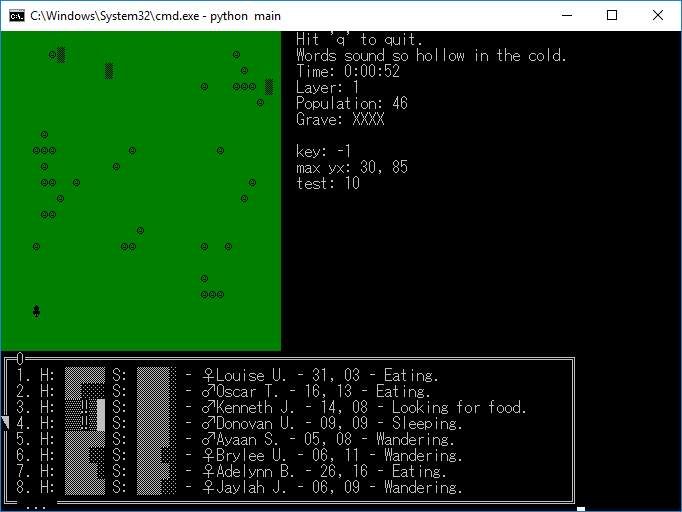 C:\Windows\System32\cmd.exe - python  main
Hit 'q' to quit.
Words sound so hollow in the cold.
Time: 0:00:52
Layer: 1
Population: 46
Grave: XXXX
key: -1
max yx: 30, 85
test: 10
0
1. H: S: - ♀Louise U. - 31, 03 - Eating.
2. H: S: - ♂Oscar T. - 16, 13 - Eating.
3. H: S: - ♂Kenneth J. - 14, 08 - Looking for food.
4. H: S: - ♂Donovan U. - 09, 09 - Sleeping.
5. H: S: - ♂Ayaan S. - 05, 08 - Wandering.
6. H: S: - ♀Brylee U. - 06, 11 - Wandering.
7. H: S: - ♀Adelynn B. - 26, 16 - Eating.
8. H: S: - ♀Jaylah J. - 06, 09 - Wandering.
...